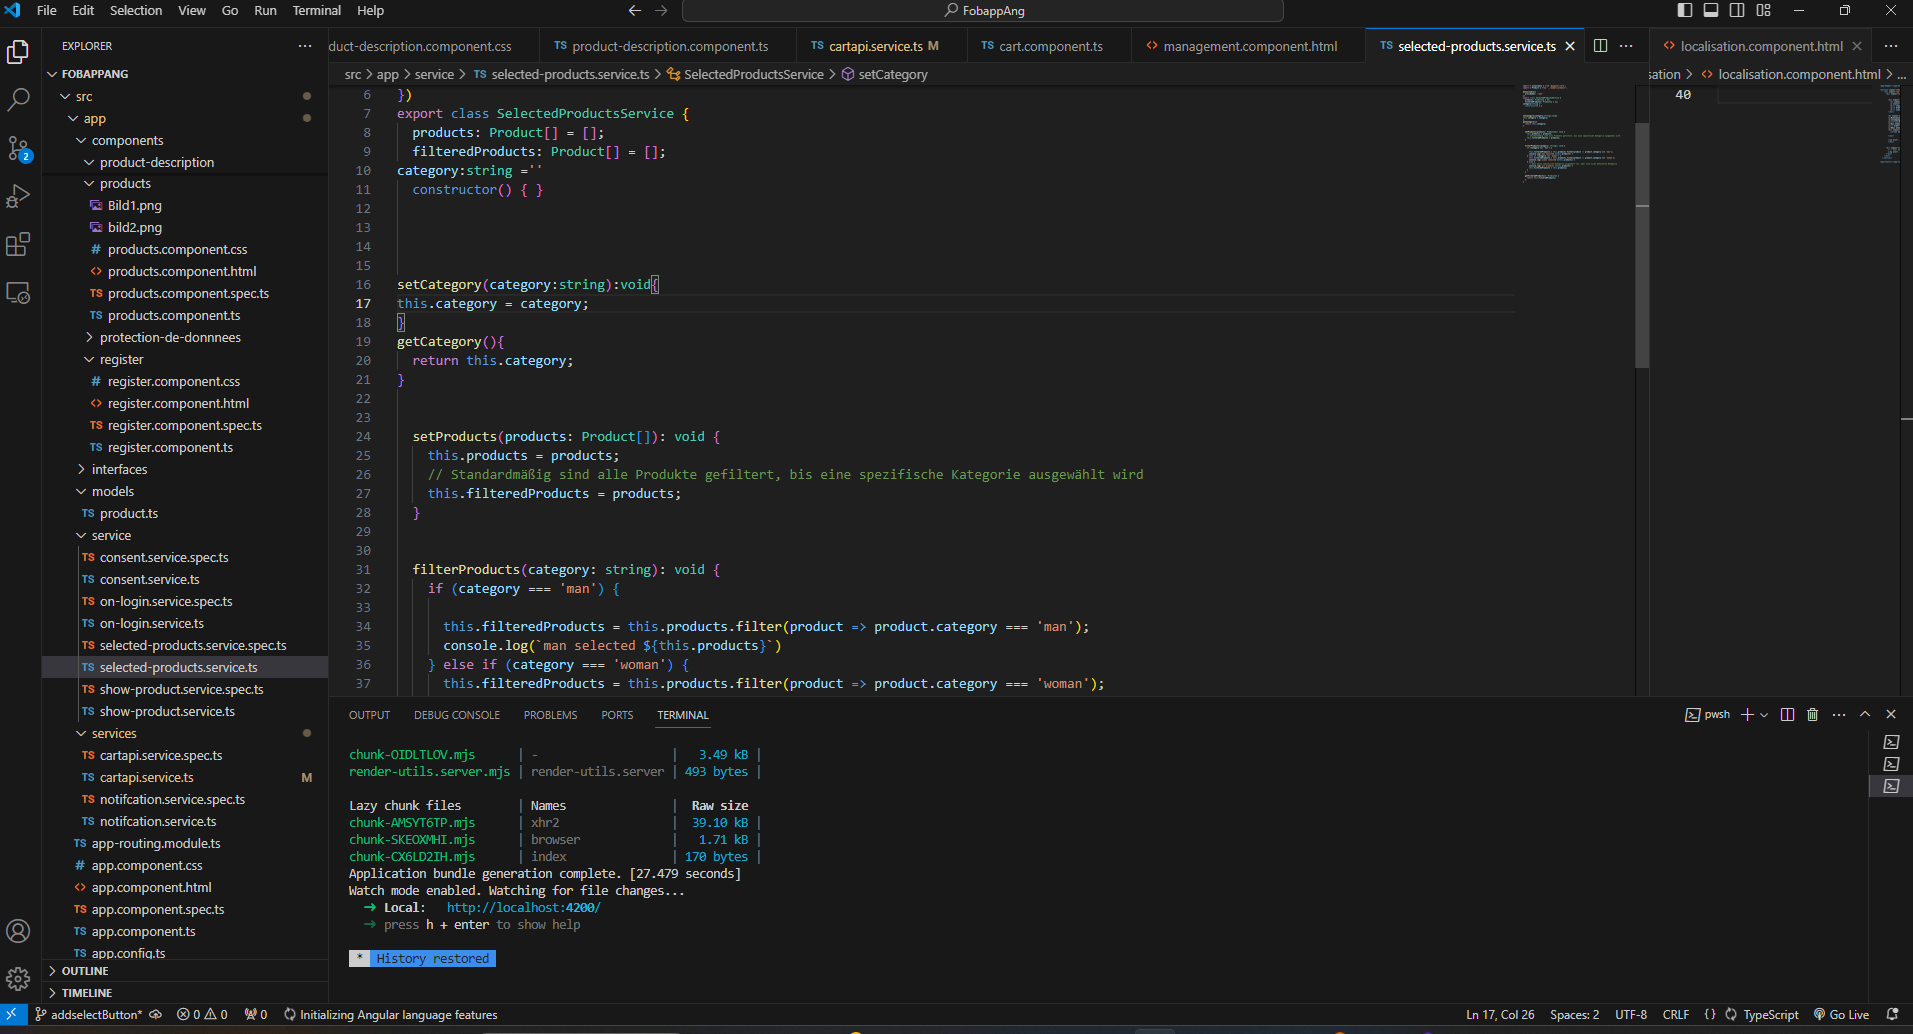 File Edit Selection View Go Run Terminal Help
FobappAng
EXPLORER
FOBAPPANG
src
app
components
product-description
products
Bild1.png
bild2.png
products.component.css
products.component.html
products.component.spec.ts
products.component.ts
protection-de-donnnees
register
register.component.css
register.component.html
register.component.spec.ts
register.component.ts
interfaces
models
product.ts
service
consent.service.spec.ts
consent.service.ts
on-login.service.spec.ts
on-login.service.ts
selected-products.service.spec.ts
selected-products.service.ts
show-product.service.spec.ts
show-product.service.ts
services
cartapi.service.spec.ts
cartapi.service.ts M
notifcation.service.spec.ts
notifcation.service.ts
app-routing.module.ts
app.component.css
app.component.html
app.component.spec.ts
app.component.ts
app.config.ts
OUTLINE
TIMELINE
duct-description.component.css
TS product-description.component.ts
TS cartapi.service.ts M
TS cart.component.ts
<> management.component.html
TS selected-products.service.ts
<> localisation.component.html
src > app > service > TS selected-products.service.ts > SelectedProductsService > setCategory
sation > <> localisation.component.html > ...
40
6 })
7 export class SelectedProductsService {
8 products: Product[] = [];
9 filteredProducts: Product[] = [];
10 category:string =''
11 constructor() { }
12
13
14
15
16 setCategory(category:string):void{
17 this.category = category;
18 }
19 getCategory(){
20 return this.category;
21 }
22
23
24 setProducts(products: Product[]): void {
25 this.products = products;
26 // Standardmäßig sind alle Produkte gefiltert, bis eine spezifische Kategorie ausgewählt wird
27 this.filteredProducts = products;
28 }
29
30
31 filterProducts(category: string): void {
32 if (category === 'man') {
33
34 this.filteredProducts = this.products.filter(product => product.category === 'man');
35 console.log(`man selected ${this.products}`)
36 } else if (category === 'woman') {
37 this.filteredProducts = this.products.filter(product => product.category === 'woman');
OUTPUT DEBUG CONSOLE PROBLEMS PORTS TERMINAL
pwsh
chunk-OIDLTLOV.mjs | - | 3.49 kB |
render-utils.server.mjs | render-utils.server | 493 bytes |
Lazy chunk files | Names | Raw size
chunk-AMSYT6TP.mjs | xhr2 | 39.10 kB |
chunk-SKEOXMHI.mjs | browser | 1.71 kB |
chunk-CX6LD2IH.mjs | index | 170 bytes |
Application bundle generation complete. [27.479 seconds]
Watch mode enabled. Watching for file changes...
➜ Local: http://localhost:4200/
➜ press h + enter to show help
* History restored
addselectButton* 0 0 0 Initializing Angular language features
Ln 17, Col 26 Spaces: 2 UTF-8 CRLF {} TypeScript Go Live